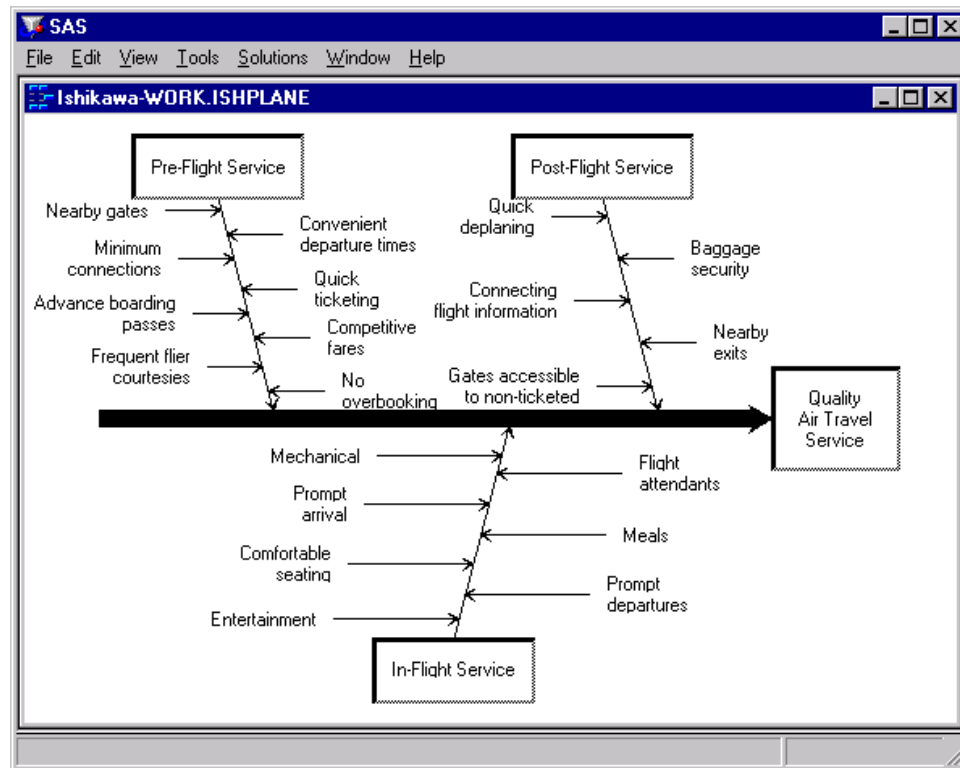 SAS
File Edit View Tools Solutions Window Help
Ishikawa-WORK.ISHPLANE
Pre-Flight Service
Post-Flight Service
Nearby gates
Convenient
departure times
Minimum
connections
Quick
ticketing
Advance boarding
passes
Competitive
fares
Frequent flier
courtesies
No
overbooking
Quick
deplaning
Baggage
security
Connecting
flight information
Nearby
exits
Gates accessible
to non-ticketed
Quality
Air Travel
Service
Mechanical
Flight
attendants
Prompt
arrival
Meals
Comfortable
seating
Prompt
departures
Entertainment
In-Flight Service